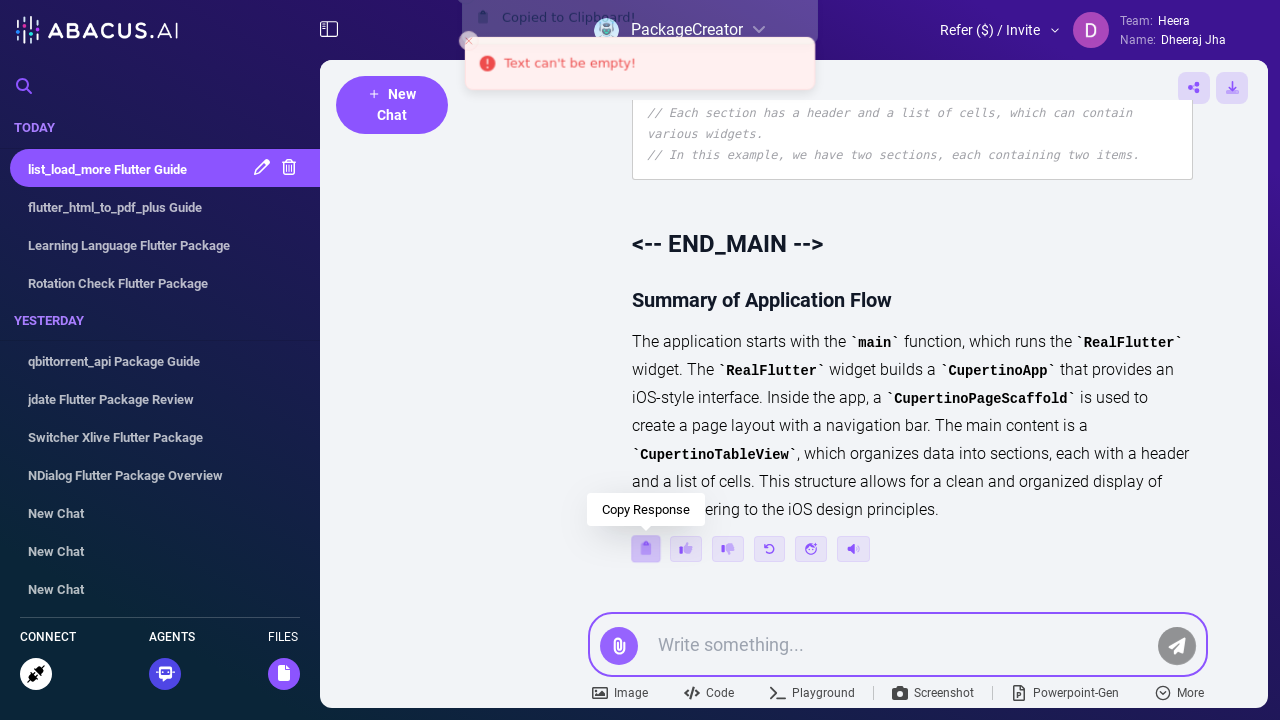 ABACUS.AI
Copied to Clipboard!
PackageCreator
Text can't be empty!
Refer ($) / Invite
D
Team: Heera
Name: Dheeraj Jha
TODAY
list_load_more Flutter Guide
flutter_html_to_pdf_plus Guide
Learning Language Flutter Package
Rotation Check Flutter Package
YESTERDAY
qbittorrent_api Package Guide
jdate Flutter Package Review
Switcher Xlive Flutter Package
NDialog Flutter Package Overview
New Chat
New Chat
New Chat
CONNECT
AGENTS
FILES
+ New
Chat
// Each section has a header and a list of cells, which can contain
various widgets.
// In this example, we have two sections, each containing two items.
<-- END_MAIN -->
Summary of Application Flow
The application starts with the `main` function, which runs the `RealFlutter`
widget. The `RealFlutter` widget builds a `CupertinoApp` that provides an
iOS-style interface. Inside the app, a `CupertinoPageScaffold` is used to
create a page layout with a navigation bar. The main content is a
`CupertinoTableView`, which organizes data into sections, each with a header
and a list of cells. This structure allows for a clean and organized display of
ering to the iOS design principles.
Copy Response
Write something...
Image
Code
Playground
Screenshot
Powerpoint-Gen
More